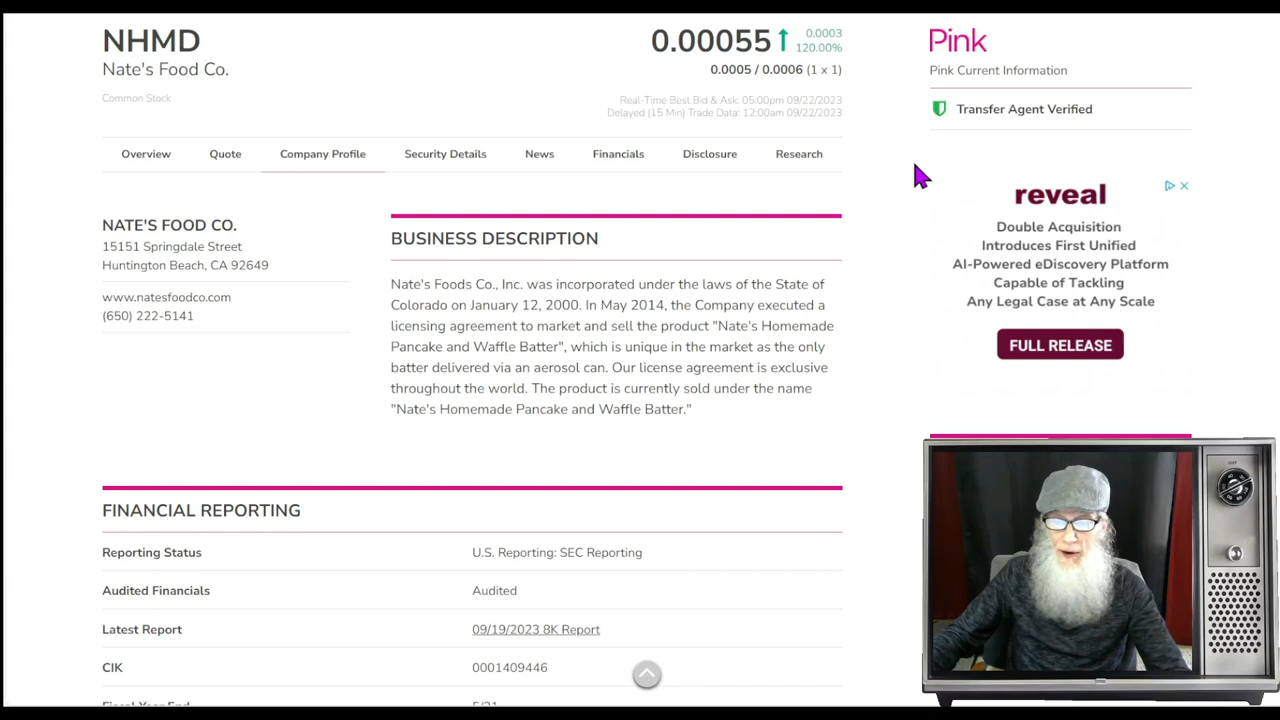 NHMD
Nate's Food Co.
Common Stock
0.00055
0.0003
120.00%
0.0005 / 0.0006 (1 x 1)
Real-Time Best Bid & Ask: 05:00pm 09/22/2023
Delayed (15 Min) Trade Data: 12:00am 09/22/2023
Pink
Pink Current Information
Transfer Agent Verified
Overview
Quote
Company Profile
Security Details
News
Financials
Disclosure
Research
NATE'S FOOD CO.
15151 Springdale Street
Huntington Beach, CA 92649
www.natesfoodco.com
(650) 222-5141
BUSINESS DESCRIPTION
Nate's Foods Co., Inc. was incorporated under the laws of the State of
Colorado on January 12, 2000. In May 2014, the Company executed a
licensing agreement to market and sell the product "Nate's Homemade
Pancake and Waffle Batter", which is unique in the market as the only
batter delivered via an aerosol can. Our license agreement is exclusive
throughout the world. The product is currently sold under the name
"Nate's Homemade Pancake and Waffle Batter."
reveal
Double Acquisition
Introduces First Unified
AI-Powered eDiscovery Platform
Capable of Tackling
Any Legal Case at Any Scale
FULL RELEASE
FINANCIAL REPORTING
Reporting Status
U.S. Reporting: SEC Reporting
Audited Financials
Audited
Latest Report
09/19/2023 8K Report
CIK
0001409446
Fiscal Year End
5/31